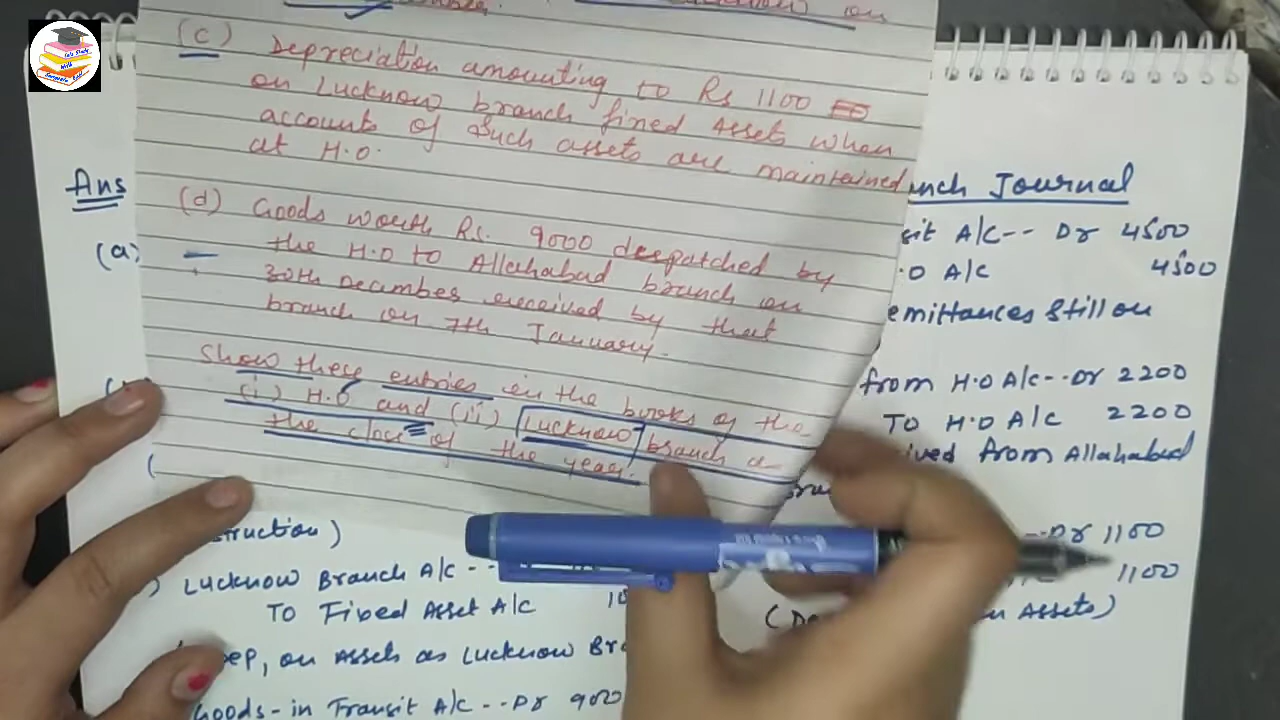 (c) Depreciation amounting to Rs 1100
on Lucknow branch fixed Assets when
accounts of such assets are maintained
at H.O.
(d) Goods worth Rs. 9000 despatched by
the H.O to Allahabad branch on
30th December received by that
branch on 7th January.
Show these entries in the books of the
(i) H.O and (ii) Lucknow branch
the close of the year.
Ans
(a)
struction)
Lucknow Branch A/c --
To Fixed Asset A/c
Dep, on Assets as Lucknow
Goods-in Transit A/c -- Dr 9000
nch Journal
sit A/c-- Dr 4500
.O A/c 4500
emittances Still on
from H.O A/c--Dr 2200
To H.O A/c 2200
ived from Allahabad
--Dr 1100
1100
Assets)